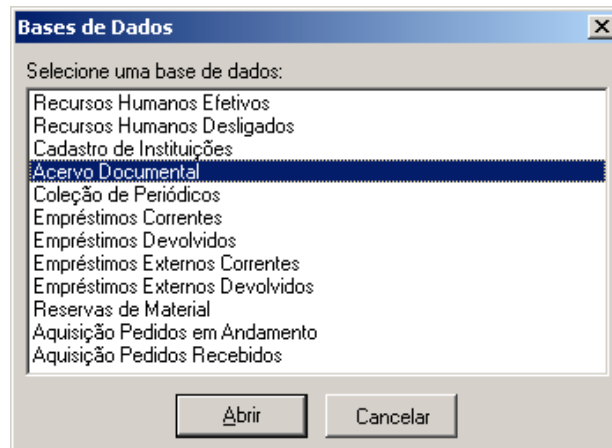 Bases de Dados
Selecione uma base de dados:
Recursos Humanos Efetivos
Recursos Humanos Desligados
Cadastro de Instituições
Acervo Documental
Coleção de Periódicos
Empréstimos Correntes
Empréstimos Devolvidos
Empréstimos Externos Correntes
Empréstimos Externos Devolvidos
Reservas de Material
Aquisição Pedidos em Andamento
Aquisição Pedidos Recebidos
Abrir Cancelar